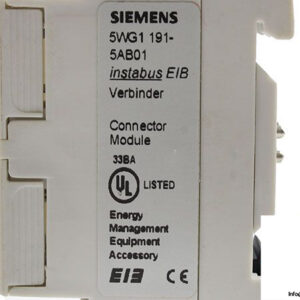 SIEMENS
5WG1 191-
5AB01
instabus EIB
Verbinder
Connector
Module
33BA
UL LISTED
Energy
Management
Equipment
Accessory
EIB CE